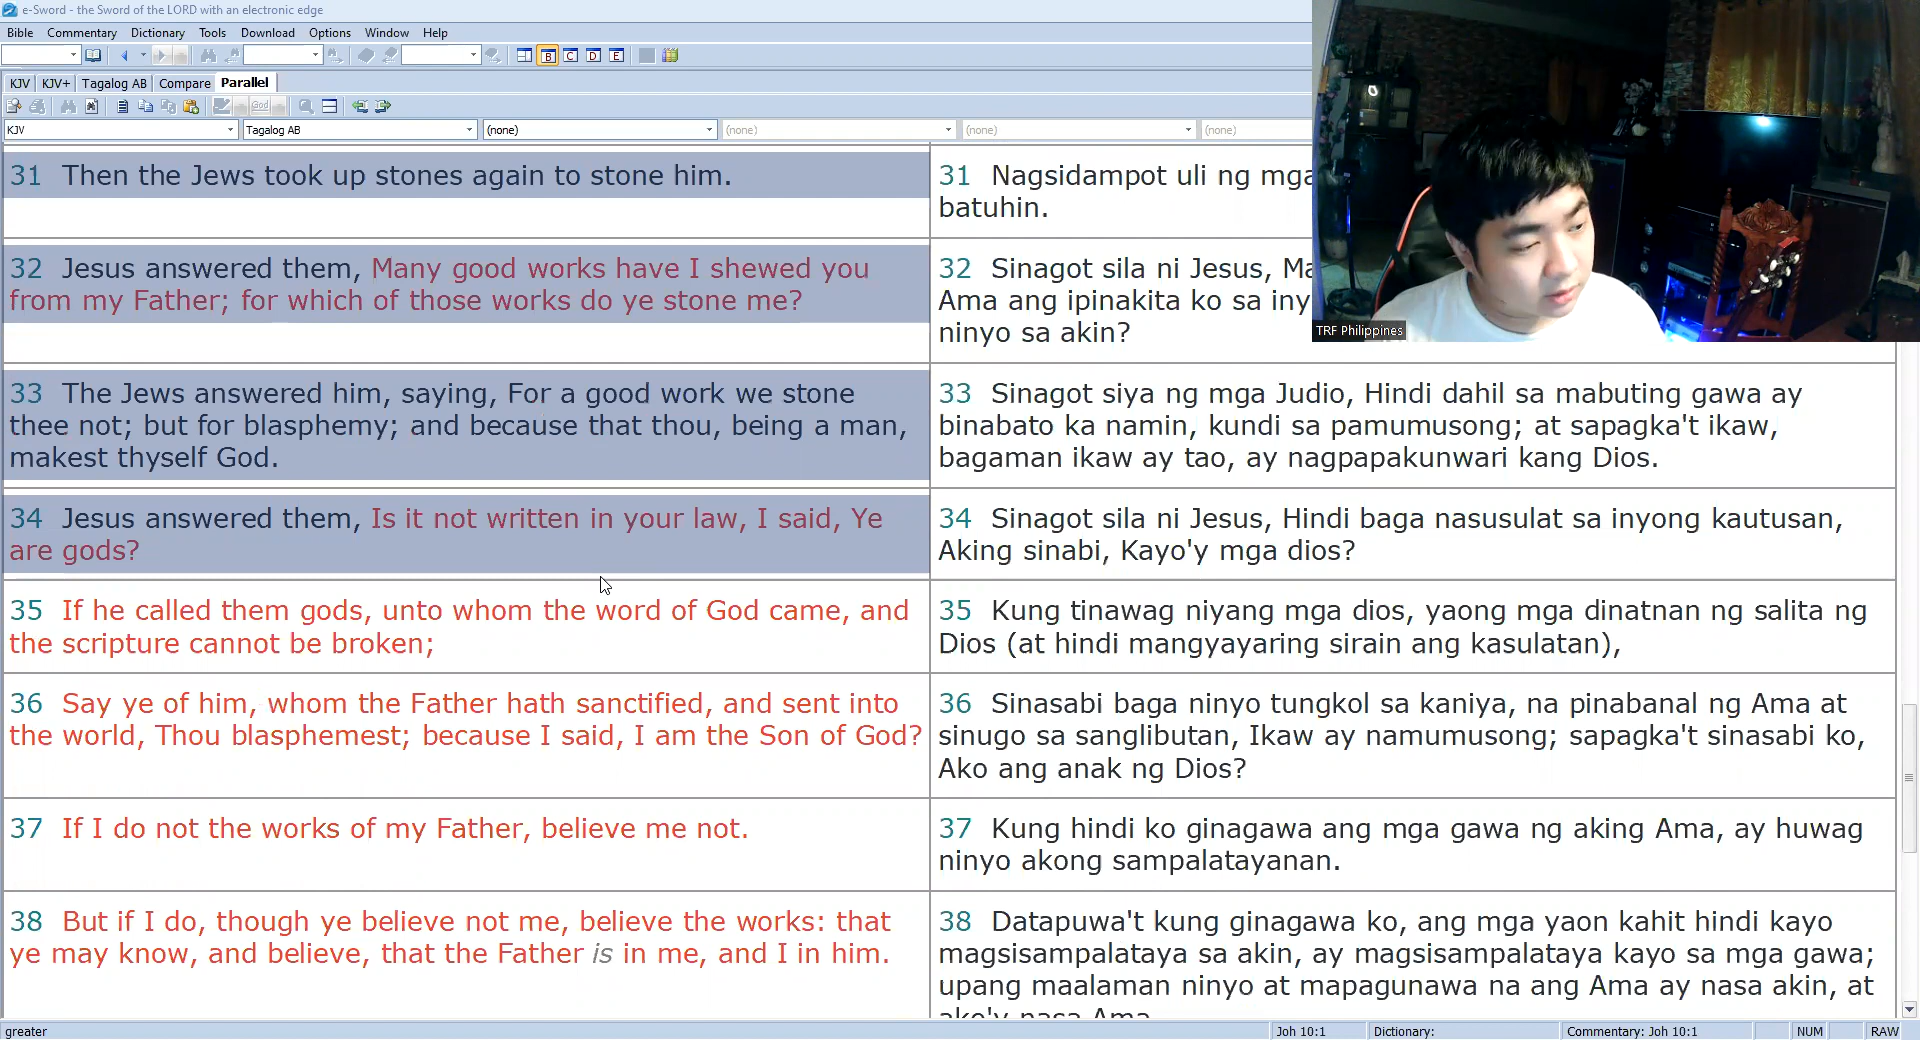 e-Sword - the Sword of the LORD with an electronic edge
Bible Commentary Dictionary Tools Download Options Window Help
B C D E
KJV KJV+ Tagalog AB Compare Parallel
God
KJV Tagalog AB (none) (none) (none) (none)
31 Then the Jews took up stones again to stone him.
32 Jesus answered them, Many good works have I shewed you
from my Father; for which of those works do ye stone me?
33 The Jews answered him, saying, For a good work we stone
thee not; but for blasphemy; and because that thou, being a man,
makest thyself God.
34 Jesus answered them, Is it not written in your law, I said, Ye
are gods?
35 If he called them gods, unto whom the word of God came, and
the scripture cannot be broken;
36 Say ye of him, whom the Father hath sanctified, and sent into
the world, Thou blasphemest; because I said, I am the Son of God?
37 If I do not the works of my Father, believe me not.
38 But if I do, though ye believe not me, believe the works: that
ye may know, and believe, that the Father is in me, and I in him.
31 Nagsidampot uli ng mga
batuhin.
32 Sinagot sila ni Jesus, Ma
Ama ang ipinakita ko sa iny
ninyo sa akin?
33 Sinagot siya ng mga Judio, Hindi dahil sa mabuting gawa ay
binabato ka namin, kundi sa pamumusong; at sapagka't ikaw,
bagaman ikaw ay tao, ay nagpapakunwari kang Dios.
34 Sinagot sila ni Jesus, Hindi baga nasusulat sa inyong kautusan,
Aking sinabi, Kayo'y mga dios?
35 Kung tinawag niyang mga dios, yaong mga dinatnan ng salita ng
Dios (at hindi mangyayaring sirain ang kasulatan),
36 Sinasabi baga ninyo tungkol sa kaniya, na pinabanal ng Ama at
sinugo sa sanglibutan, Ikaw ay namumusong; sapagka't sinasabi ko,
Ako ang anak ng Dios?
37 Kung hindi ko ginagawa ang mga gawa ng aking Ama, ay huwag
ninyo akong sampalatayanan.
38 Datapuwa't kung ginagawa ko, ang mga yaon kahit hindi kayo
magsisampalataya sa akin, ay magsisampalataya kayo sa mga gawa;
upang maalaman ninyo at mapagunawa na ang Ama ay nasa akin, at
ako'y nasa Ama.
TRF Philippines
greater Joh 10:1 Dictionary: Commentary: Joh 10:1 NUM RAW